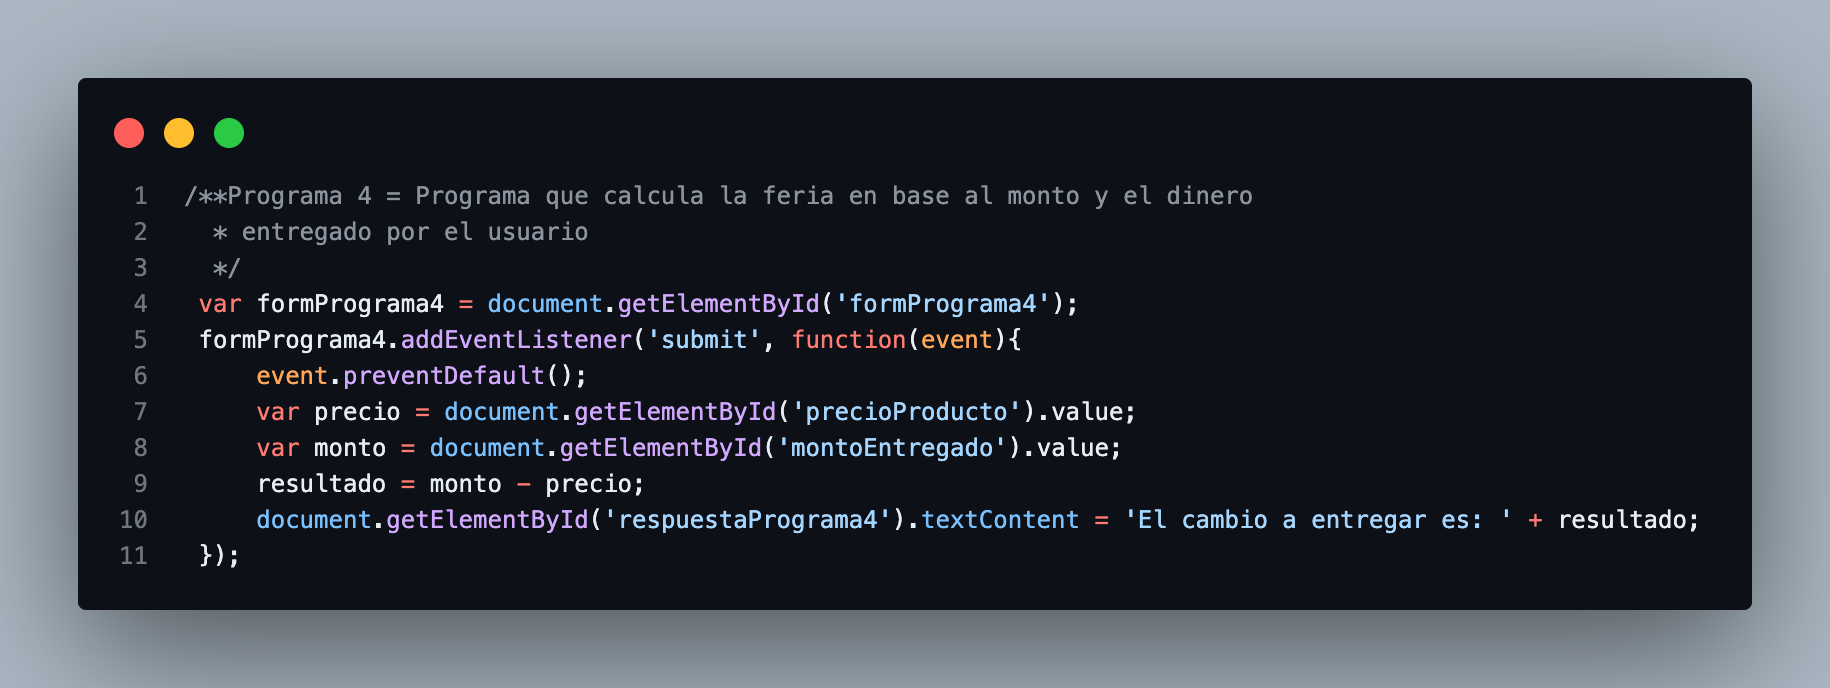 1 /**Programa 4 = Programa que calcula la feria en base al monto y el dinero
2  * entregado por el usuario
3  */
4 var formPrograma4 = document.getElementById('formPrograma4');
5 formPrograma4.addEventListener('submit', function(event){
6     event.preventDefault();
7     var precio = document.getElementById('precioProducto').value;
8     var monto = document.getElementById('montoEntregado').value;
9     resultado = monto - precio;
10     document.getElementById('respuestaPrograma4').textContent = 'El cambio a entregar es: ' + resultado;
11 });